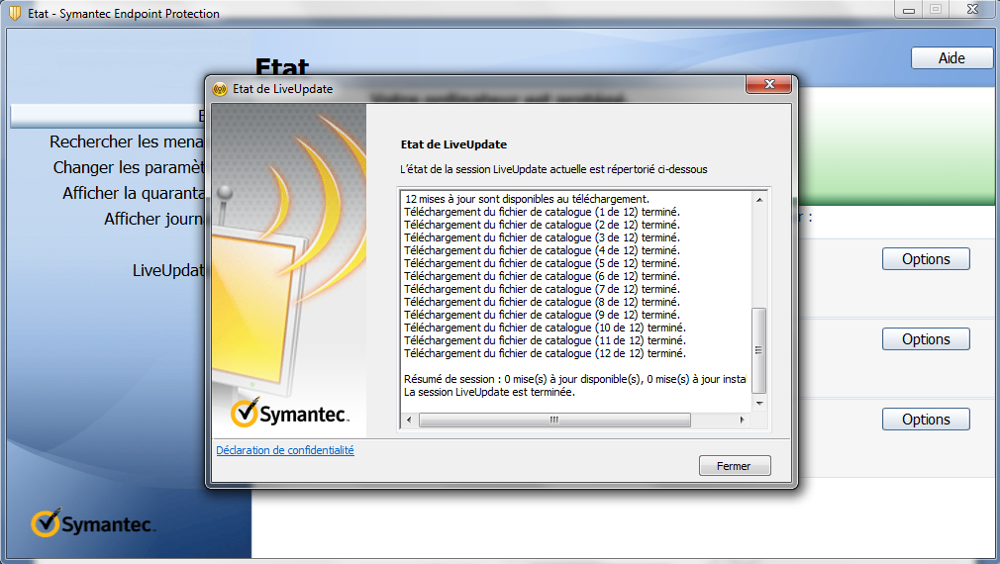 Etat - Symantec Endpoint Protection
Etat
Aide
Rechercher les mena
Changer les paramèt
Afficher la quaranta
Afficher journa
LiveUpdat
Etat de LiveUpdate
Etat de LiveUpdate
L'état de la session LiveUpdate actuelle est répertorié ci-dessous
12 mises à jour sont disponibles au téléchargement.
Téléchargement du fichier de catalogue (1 de 12) terminé.
Téléchargement du fichier de catalogue (2 de 12) terminé.
Téléchargement du fichier de catalogue (3 de 12) terminé.
Téléchargement du fichier de catalogue (4 de 12) terminé.
Téléchargement du fichier de catalogue (5 de 12) terminé.
Téléchargement du fichier de catalogue (6 de 12) terminé.
Téléchargement du fichier de catalogue (7 de 12) terminé.
Téléchargement du fichier de catalogue (8 de 12) terminé.
Téléchargement du fichier de catalogue (9 de 12) terminé.
Téléchargement du fichier de catalogue (10 de 12) terminé.
Téléchargement du fichier de catalogue (11 de 12) terminé.
Téléchargement du fichier de catalogue (12 de 12) terminé.
Résumé de session : 0 mise(s) à jour disponible(s), 0 mise(s) à jour insta
La session LiveUpdate est terminée.
Symantec.
Déclaration de confidentialité
Fermer
Options
Options
Options
Symantec.